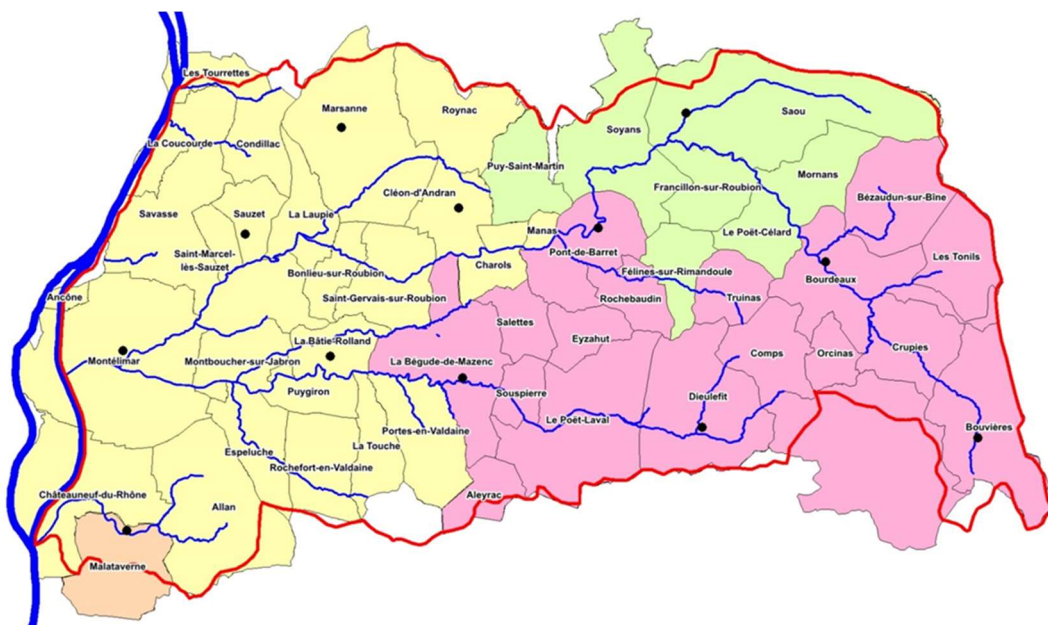 Les Tourrettes
Marsanne
Roynac
Saou
Soyans
La Coucourde
Condillac
Puy-Saint-Martin
Mornans
Francillon-sur-Roubion
Cléon-d'Andran
Bézaudun-sur-Bîne
Savasse
Sauzet
La Laupie
Manas
Le Poët-Célard
Saint-Marcel-
lès-Sauzet
Pont-de-Barret
Les Tonils
Charols
Bonlieu-sur-Roubion
Félines-sur-Rimandoule
Bourdeaux
Ancône
Saint-Gervais-sur-Roubion
Rochebaudin
Truinas
Salettes
La Bâtie-Rolland
Eyzahut
Crupies
Montélimar
Montboucher-sur-Jabron
La Bégude-de-Mazenc
Comps
Orcinas
Puygiron
Souspierre
Dieulefit
Le Poët-Laval
Portes-en-Valdaine
Bouvières
La Touche
Espeluche
Rochefort-en-Valdaine
Châteauneuf-du-Rhône
Aleyrac
Allan
Malataverne